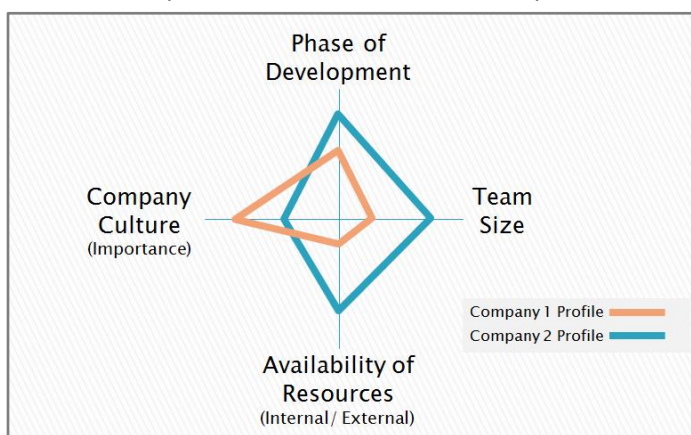 Phase of
Development
Company
Culture
(Importance)
Team
Size
Company 1 Profile
Company 2 Profile
Availability of
Resources
(Internal/ External)